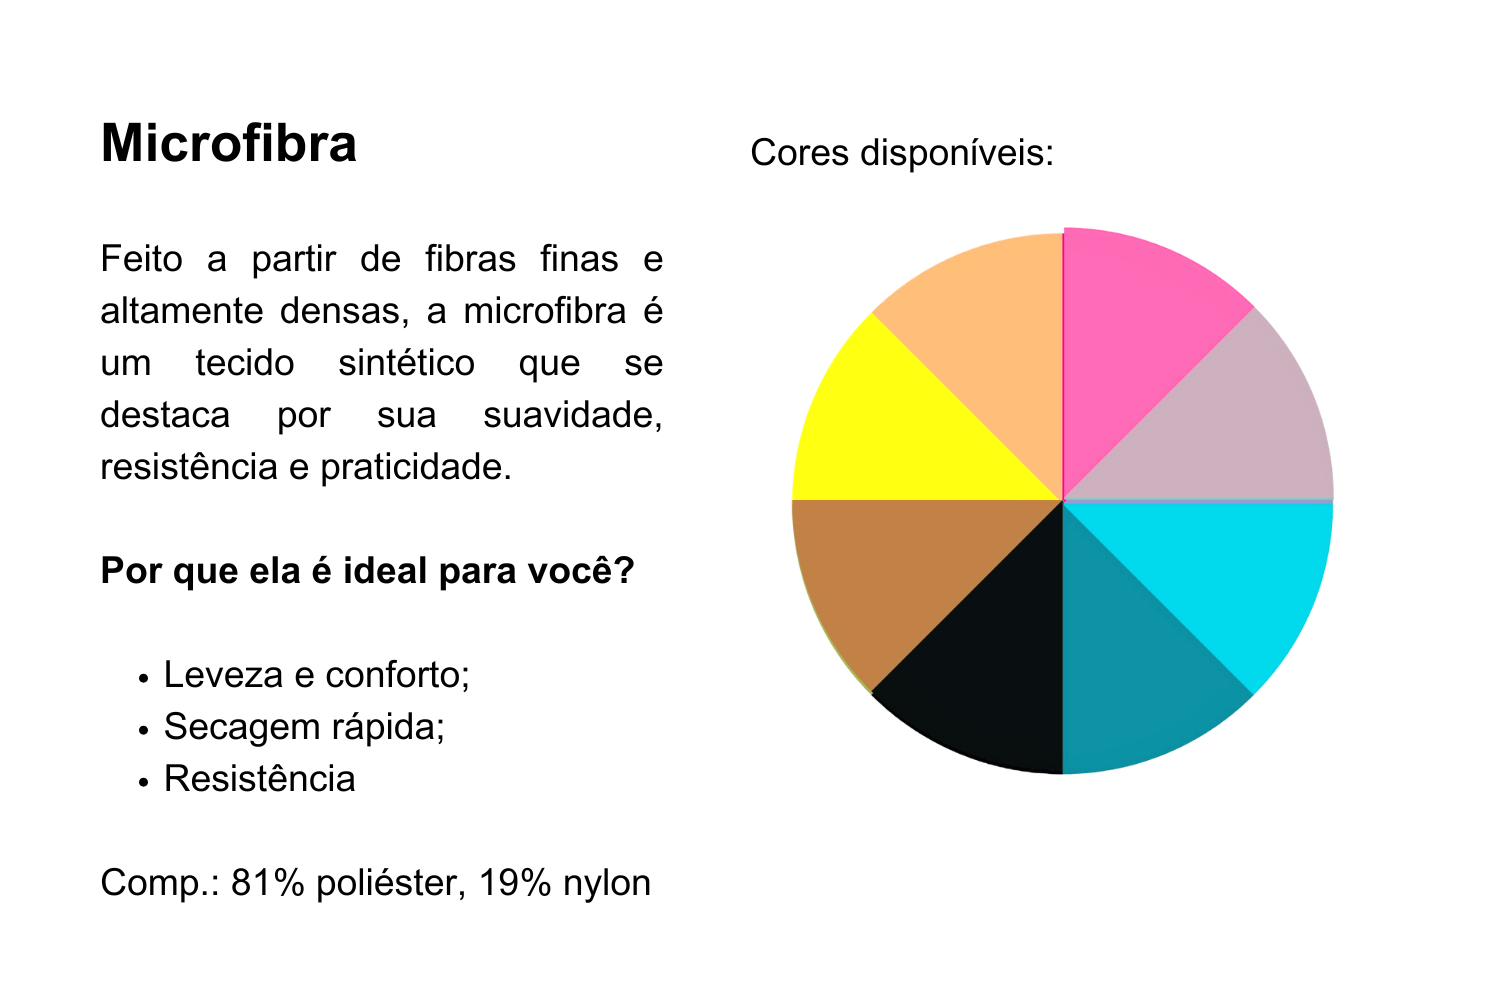 Microfibra
Feito a partir de fibras finas e
altamente densas, a microfibra é
um tecido sintético que se
destaca por sua suavidade,
resistência e praticidade.
Por que ela é ideal para você?
• Leveza e conforto;
• Secagem rápida;
• Resistência
Comp.: 81% poliéster, 19% nylon
Cores disponíveis: